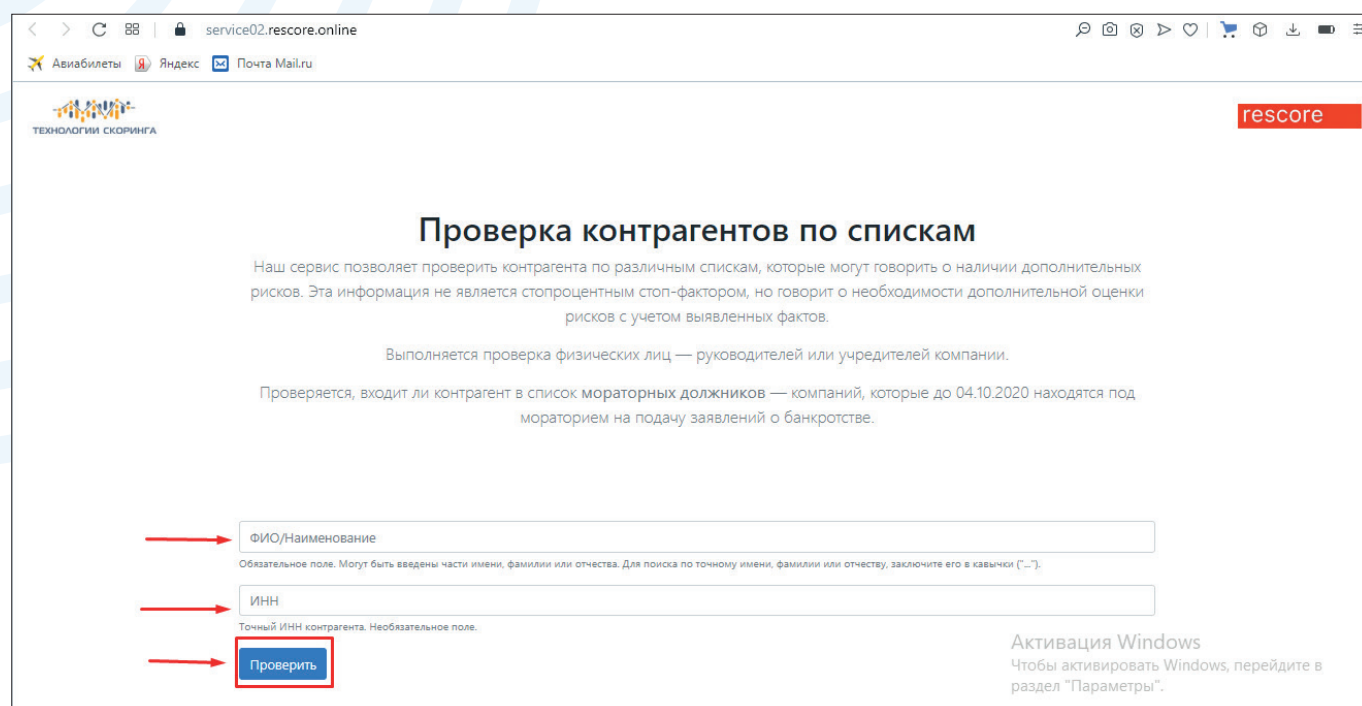 service02.rescore.online
Авиабилеты Яндекс Почта Mail.ru
ТЕХНОЛОГИИ СКОРИНГА
rescore
Проверка контрагентов по спискам
Наш сервис позволяет проверить контрагента по различным спискам, которые могут говорить о наличии дополнительных
рисков. Эта информация не является стопроцентным стоп-фактором, но говорит о необходимости дополнительной оценки
рисков с учетом выявленных фактов.
Выполняется проверка физических лиц — руководителей или учредителей компании.
Проверяется, входит ли контрагент в список мораторных должников — компаний, которые до 04.10.2020 находятся под
мораторием на подачу заявлений о банкротстве.
ФИО/Наименование
Обязательное поле. Могут быть введены части имени, фамилии или отчества. Для поиска по точному имени, фамилии или отчеству, заключите его в кавычки ("...").
ИНН
Точный ИНН контрагента. Необязательное поле.
Проверить
Активация Windows
Чтобы активировать Windows, перейдите в
раздел "Параметры".